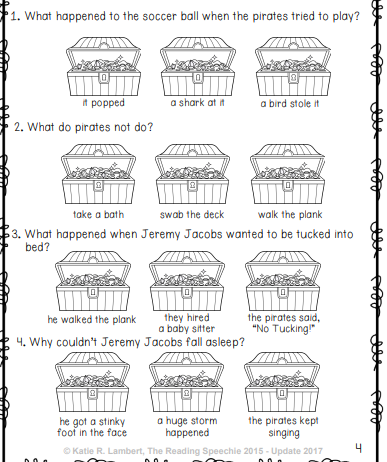 1. What happened to the soccer ball when the pirates tried to play?
it popped
a shark at it
a bird stole it
2. What do pirates not do?
take a bath
swab the deck
walk the plank
3. What happened when Jeremy Jacobs wanted to be tucked into
bed?
he walked the plank
they hired
a baby sitter
the pirates said,
"No Tucking!"
4. Why couldn't Jeremy Jacobs fall asleep?
he got a stinky
foot in the face
a huge storm
happened
the pirates kept
singing
© Katie R. Lambert, The Reading Speechie 2015 - Update 2017
4